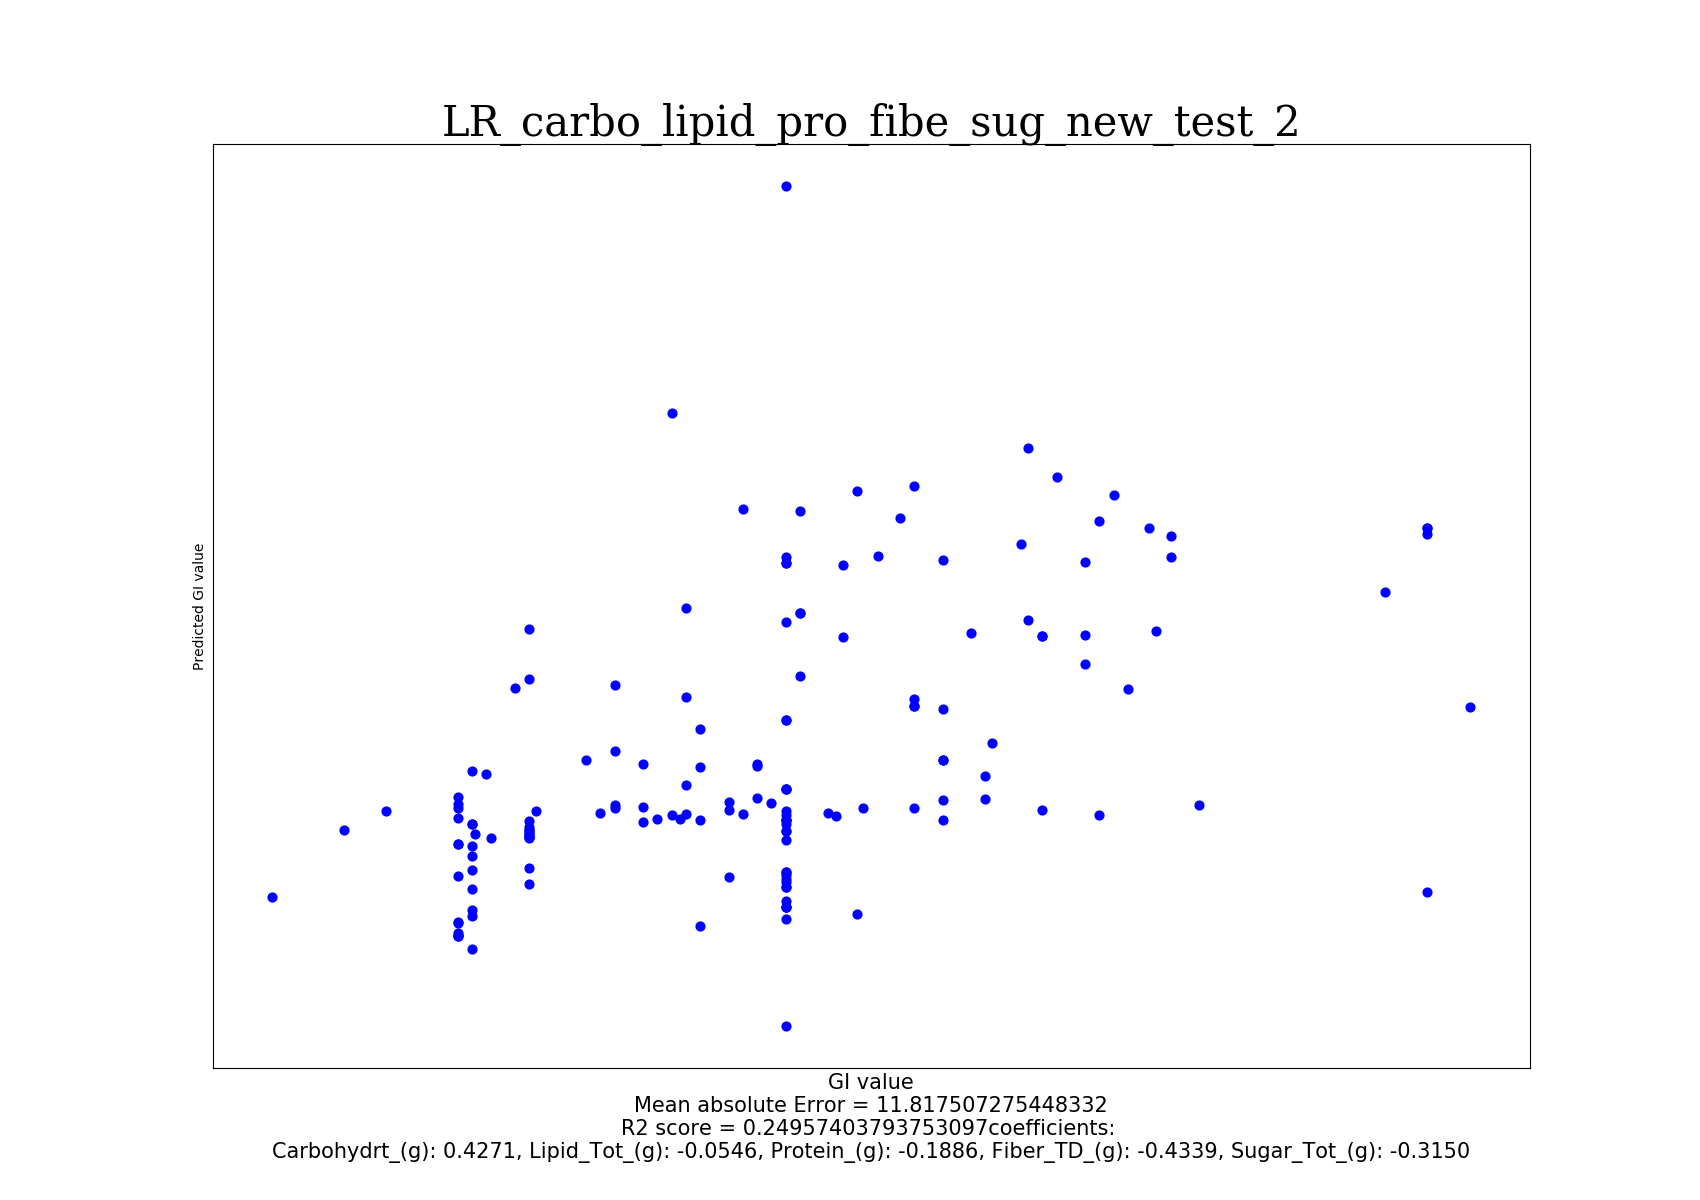 LR_carbo_lipid_pro_fibe_sug_new_test_2
Predicted GI value
GI value
Mean absolute Error = 11.817507275448332
R2 score = 0.24957403793753097coefficients:
Carbohydrt_(g): 0.4271, Lipid_Tot_(g): -0.0546, Protein_(g): -0.1886, Fiber_TD_(g): -0.4339, Sugar_Tot_(g): -0.3150